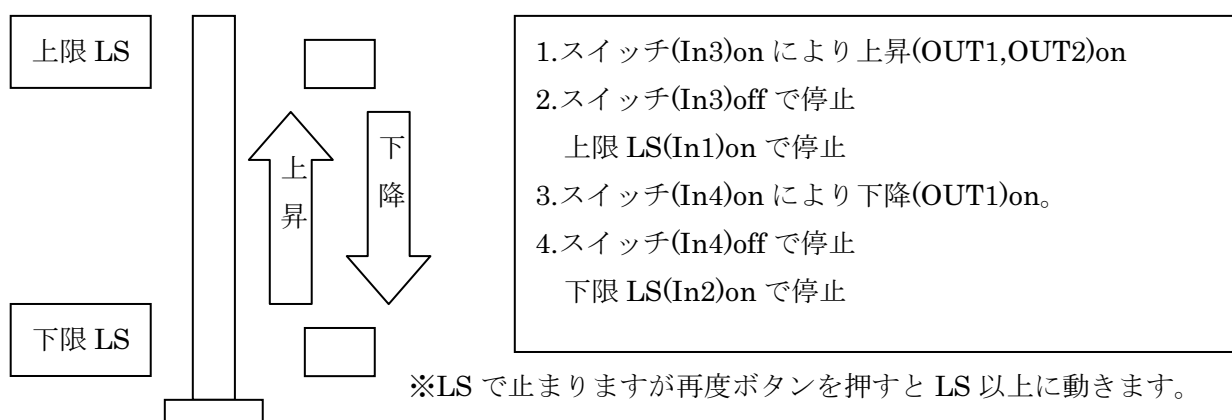 上限 LS
上昇
下降
下限 LS
1.スイッチ(In3)on により上昇(OUT1,OUT2)on
2.スイッチ(In3)off で停止
上限 LS(In1)on で停止
3.スイッチ(In4)on により下降(OUT1)on。
4.スイッチ(In4)off で停止
下限 LS(In2)on で停止
※LS で止まりますが再度ボタンを押すと LS 以上に動きます。